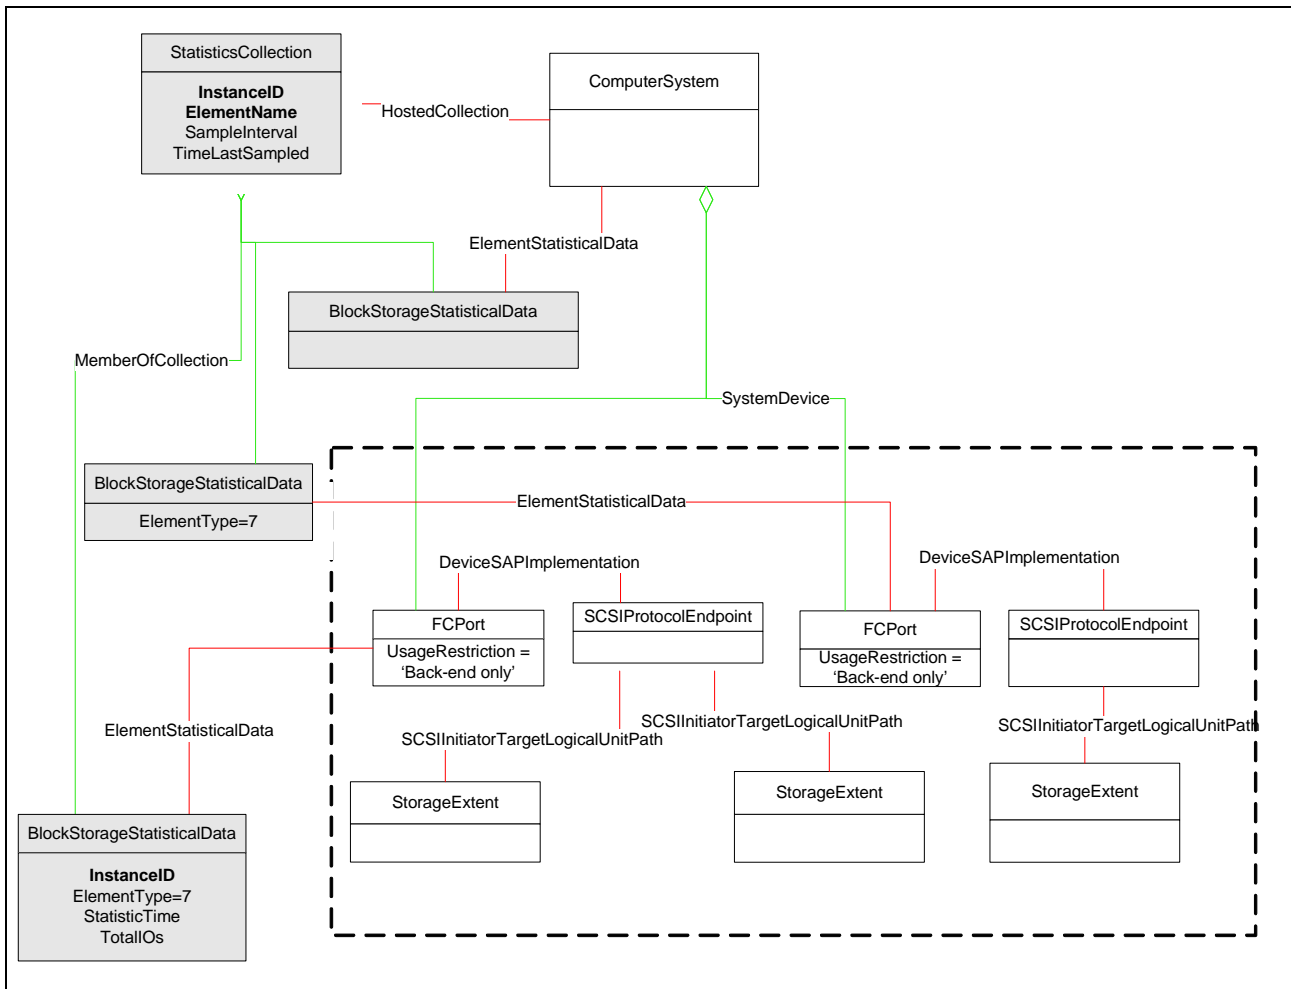 StatisticsCollection
InstanceID
ElementName
SampleInterval
TimeLastSampled
ComputerSystem
HostedCollection
ElementStatisticalData
BlockStorageStatisticalData
MemberOfCollection
SystemDevice
BlockStorageStatisticalData
ElementType=7
ElementStatisticalData
DeviceSAPImplementation
DeviceSAPImplementation
FCPort
UsageRestriction =
‘Back-end only’
SCSIProtocolEndpoint
FCPort
UsageRestriction =
‘Back-end only’
SCSIProtocolEndpoint
ElementStatisticalData
SCSIInitiatorTargetLogicalUnitPath
SCSIInitiatorTargetLogicalUnitPath
SCSIInitiatorTargetLogicalUnitPath
StorageExtent
StorageExtent
StorageExtent
BlockStorageStatisticalData
InstanceID
ElementType=7
StatisticTime
TotalIOs